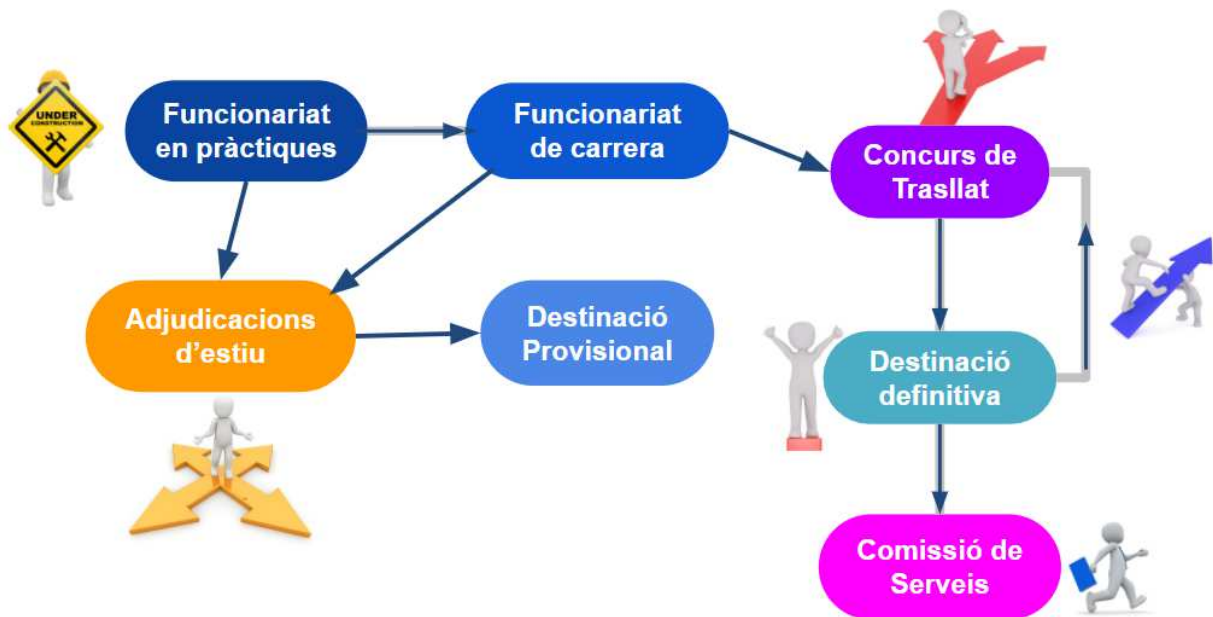 UNDER
CONSTRUCTION
Funcionariat
en pràctiques
Funcionariat
de carrera
Concurs de
Trasllat
Adjudicacions
d'estiu
Destinació
Provisional
Destinació
definitiva
Comissió de
Serveis